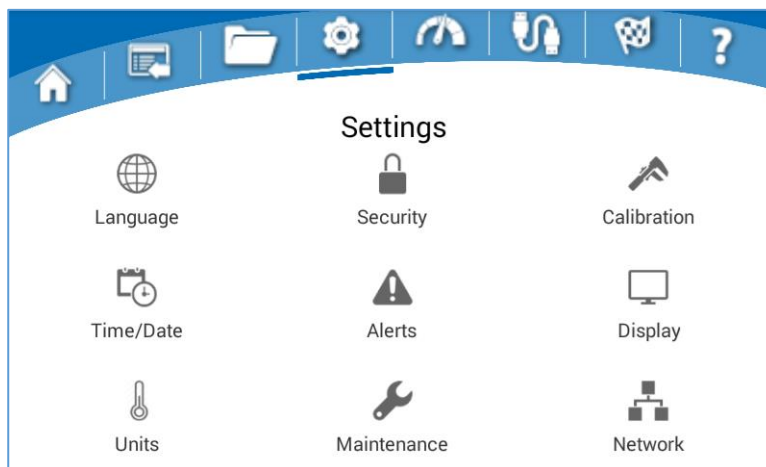 ?
Settings
Language Security Calibration
Time/Date Alerts Display
Units Maintenance Network